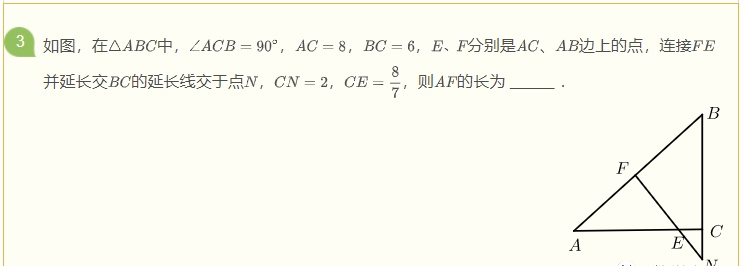 3 如图，在△ABC中，∠ACB = 90°，AC = 8，BC = 6，E、F分别是AC、AB边上的点，连接FE
并延长交BC的延长线交于点N，CN = 2，CE = 8/7，则AF的长为 ______ ．
B
F
A
E
C
N